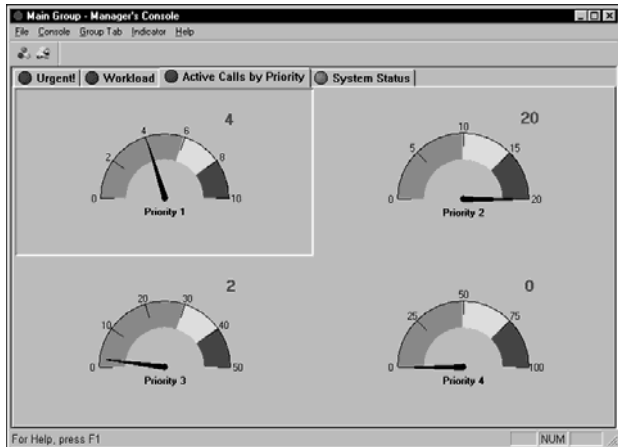 Main Group - Manager's Console
File Console Group Tab Indicator Help
Urgent! Workload Active Calls by Priority System Status
4
0 2 4 6 8 10
Priority 1
20
0 5 10 15 20
Priority 2
2
0 10 20 30 40 50
Priority 3
0
0 25 50 75 100
Priority 4
For Help, press F1 NUM